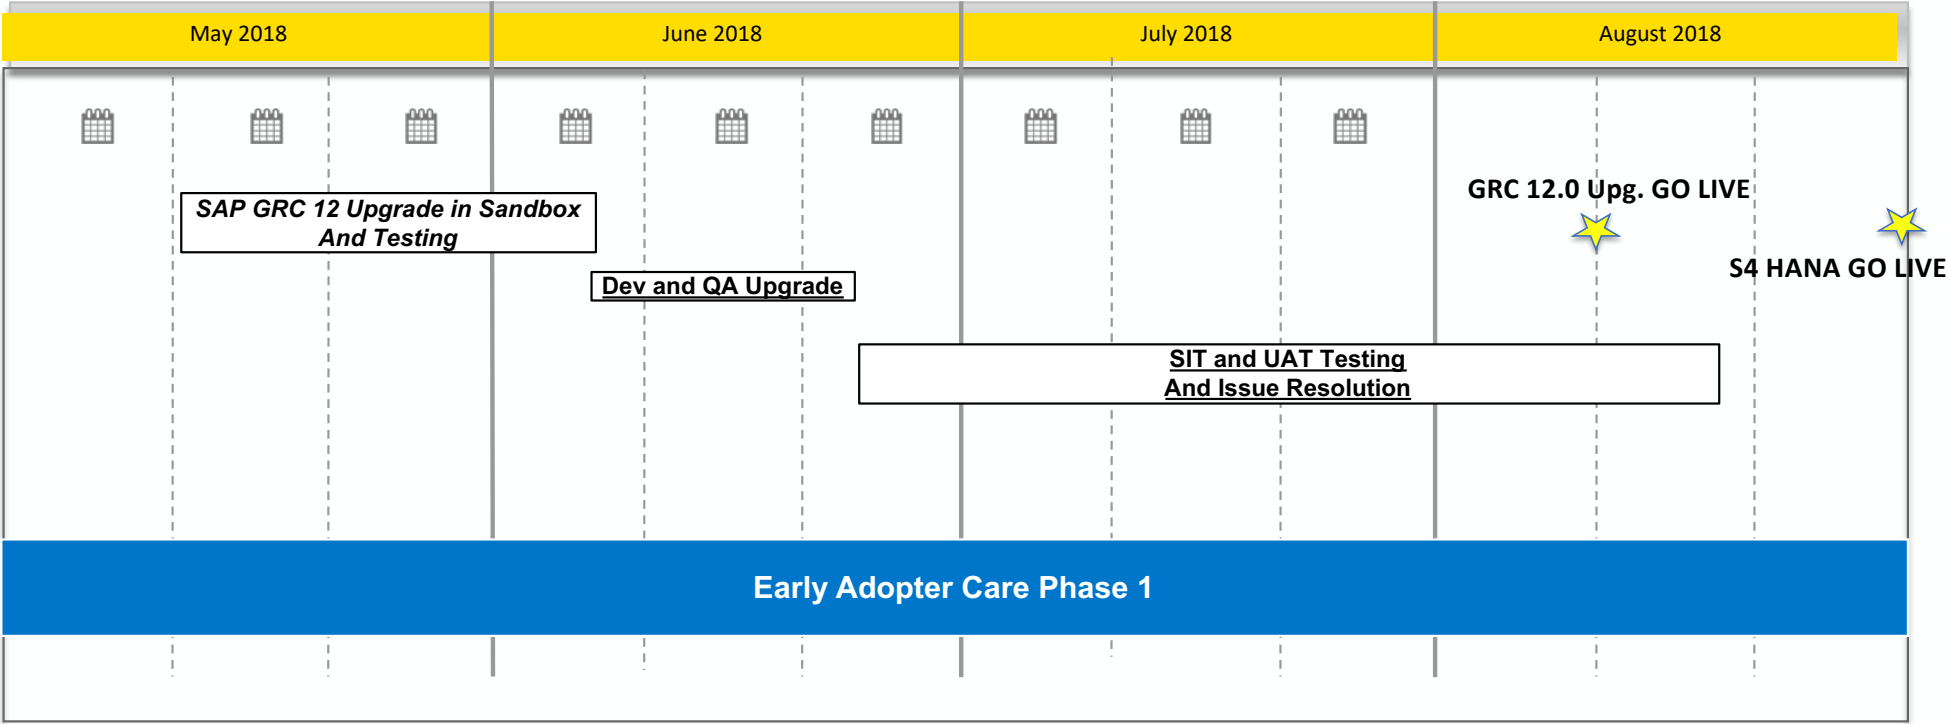 May 2018
June 2018
July 2018
August 2018
SAP GRC 12 Upgrade in Sandbox
And Testing
GRC 12.0 Upg. GO LIVE
S4 HANA GO LIVE
Dev and QA Upgrade
SIT and UAT Testing
And Issue Resolution
Early Adopter Care Phase 1